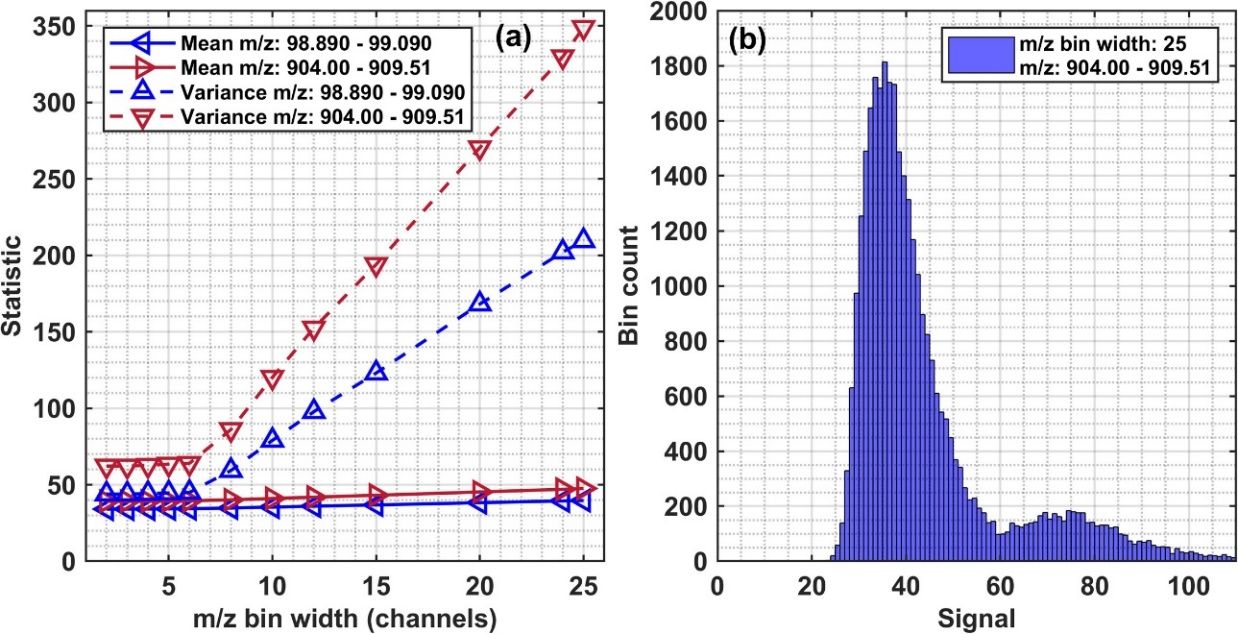 350
300
250
200
150
100
50
0
Statistic
(a)
Mean m/z: 98.890 - 99.090
Mean m/z: 904.00 - 909.51
Variance m/z: 98.890 - 99.090
Variance m/z: 904.00 - 909.51
5 10 15 20 25
m/z bin width (channels)
2000
1800
1600
1400
1200
1000
800
600
400
200
0
Bin count
(b)
m/z bin width: 25
m/z: 904.00 - 909.51
0 20 40 60 80 100
Signal